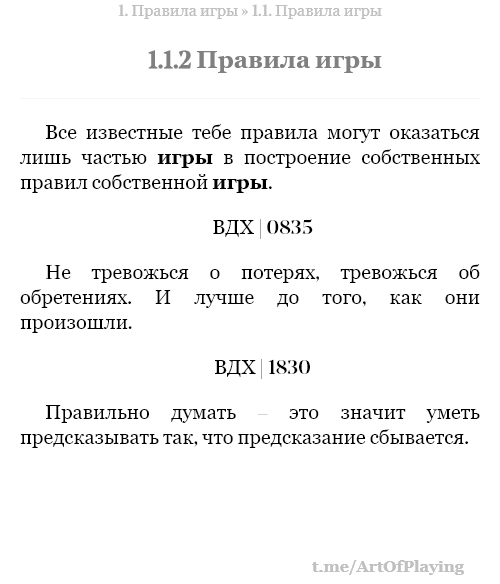 1. Правила игры » 1.1. Правила игры
1.1.2 Правила игры
Все известные тебе правила могут оказаться
лишь частью игры в построение собственных
правил собственной игры.
ВДХ | 0835
Не тревожься о потерях, тревожься об
обретениях. И лучше до того, как они
произошли.
ВДХ | 1830
Правильно думать – это значит уметь
предсказывать так, что предсказание сбывается.
t.me/ArtOfPlaying